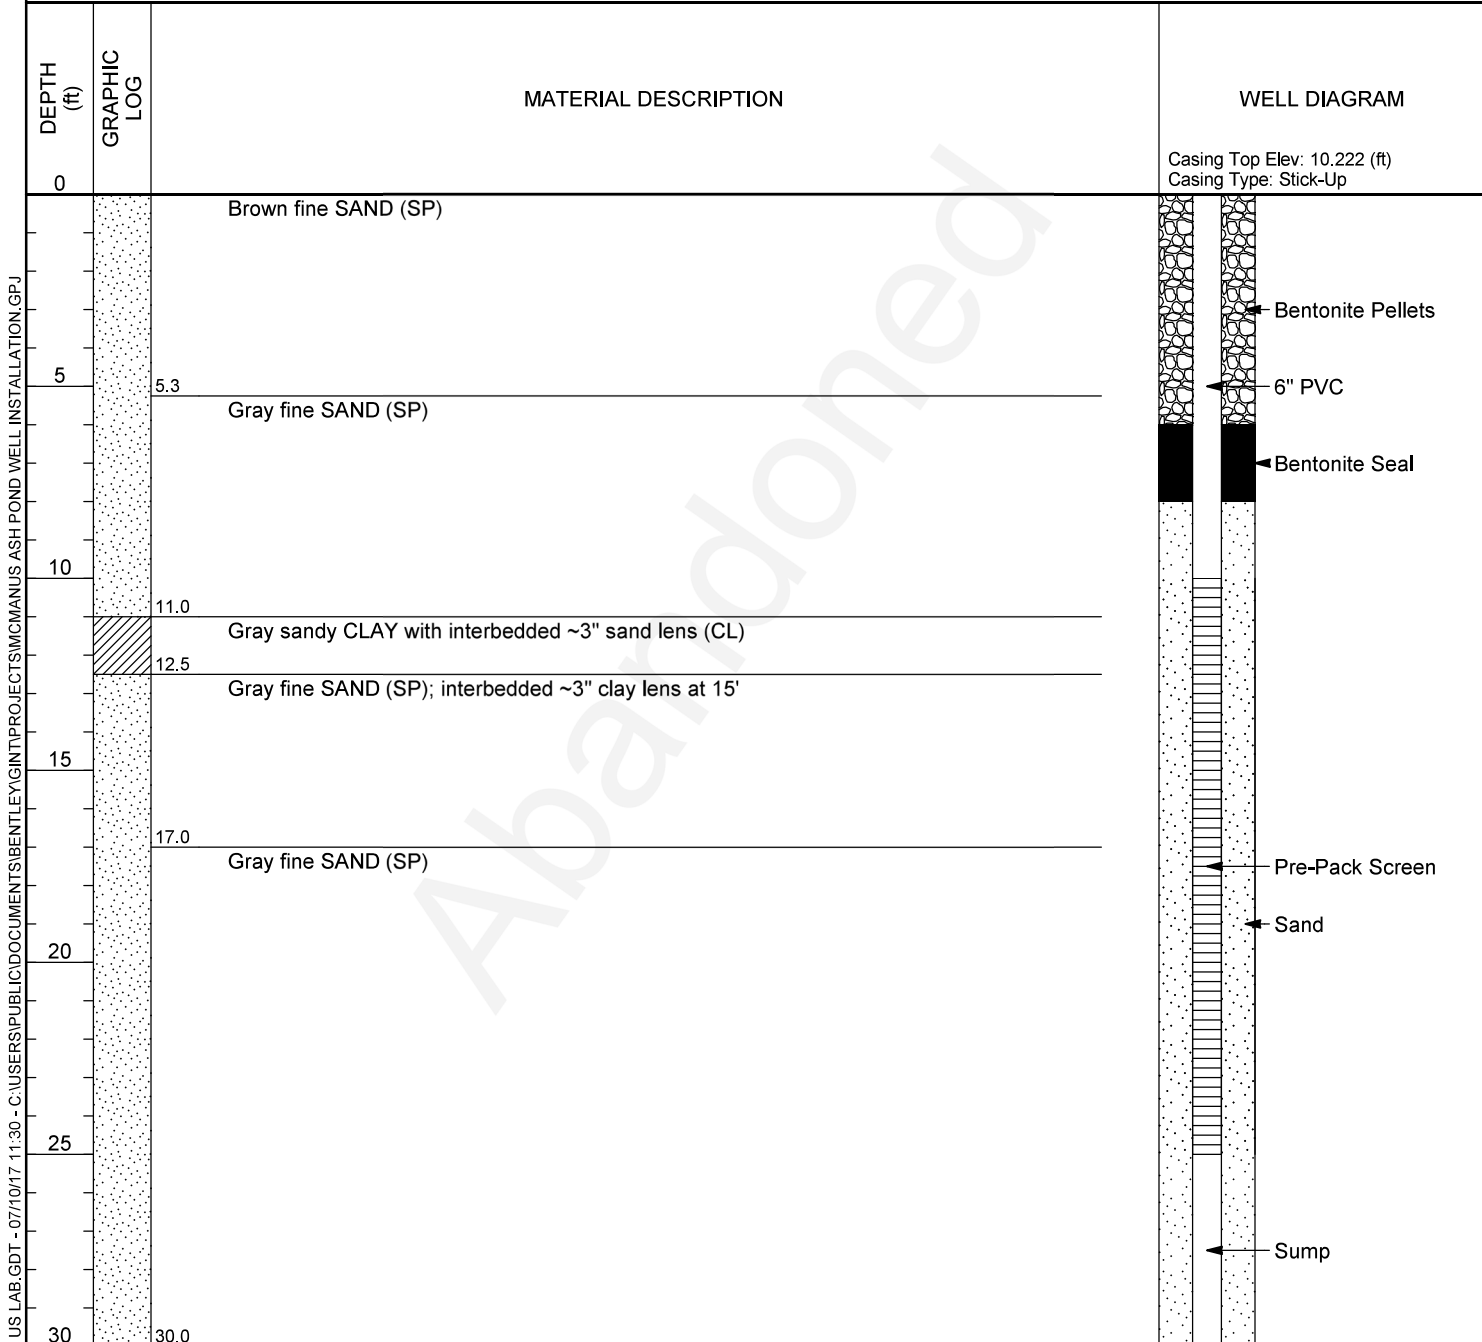 DEPTH
(ft)
GRAPHIC
LOG
MATERIAL DESCRIPTION
WELL DIAGRAM
Casing Top Elev: 10.222 (ft)
Casing Type: Stick-Up
0
Brown fine SAND (SP)
Bentonite Pellets
5
5.3
6" PVC
Gray fine SAND (SP)
Bentonite Seal
10
11.0
Gray sandy CLAY with interbedded ~3" sand lens (CL)
12.5
Gray fine SAND (SP); interbedded ~3" clay lens at 15'
15
17.0
Gray fine SAND (SP)
Pre-Pack Screen
Sand
20
25
Sump
30
30.0
Abandoned
US LAB.GDT - 07/10/17 11:30 - C:\USERS\PUBLIC\DOCUMENTS\BENTLEY\GINT\PROJECTS\MCMANUS ASH POND WELL INSTALLATION.GPJ